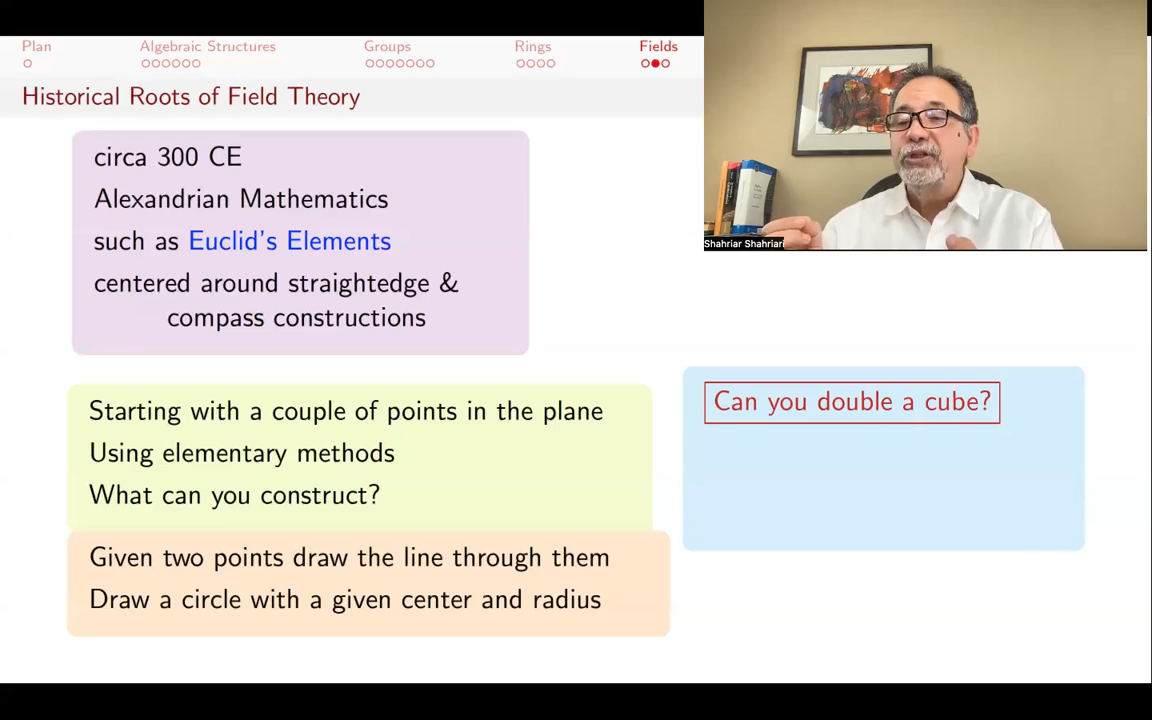 Plan Algebraic Structures Groups Rings Fields
Historical Roots of Field Theory
circa 300 CE
Alexandrian Mathematics
such as Euclid's Elements
centered around straightedge &
compass constructions
Starting with a couple of points in the plane
Using elementary methods
What can you construct?
Given two points draw the line through them
Draw a circle with a given center and radius
Can you double a cube?
Shahriar Shahriari